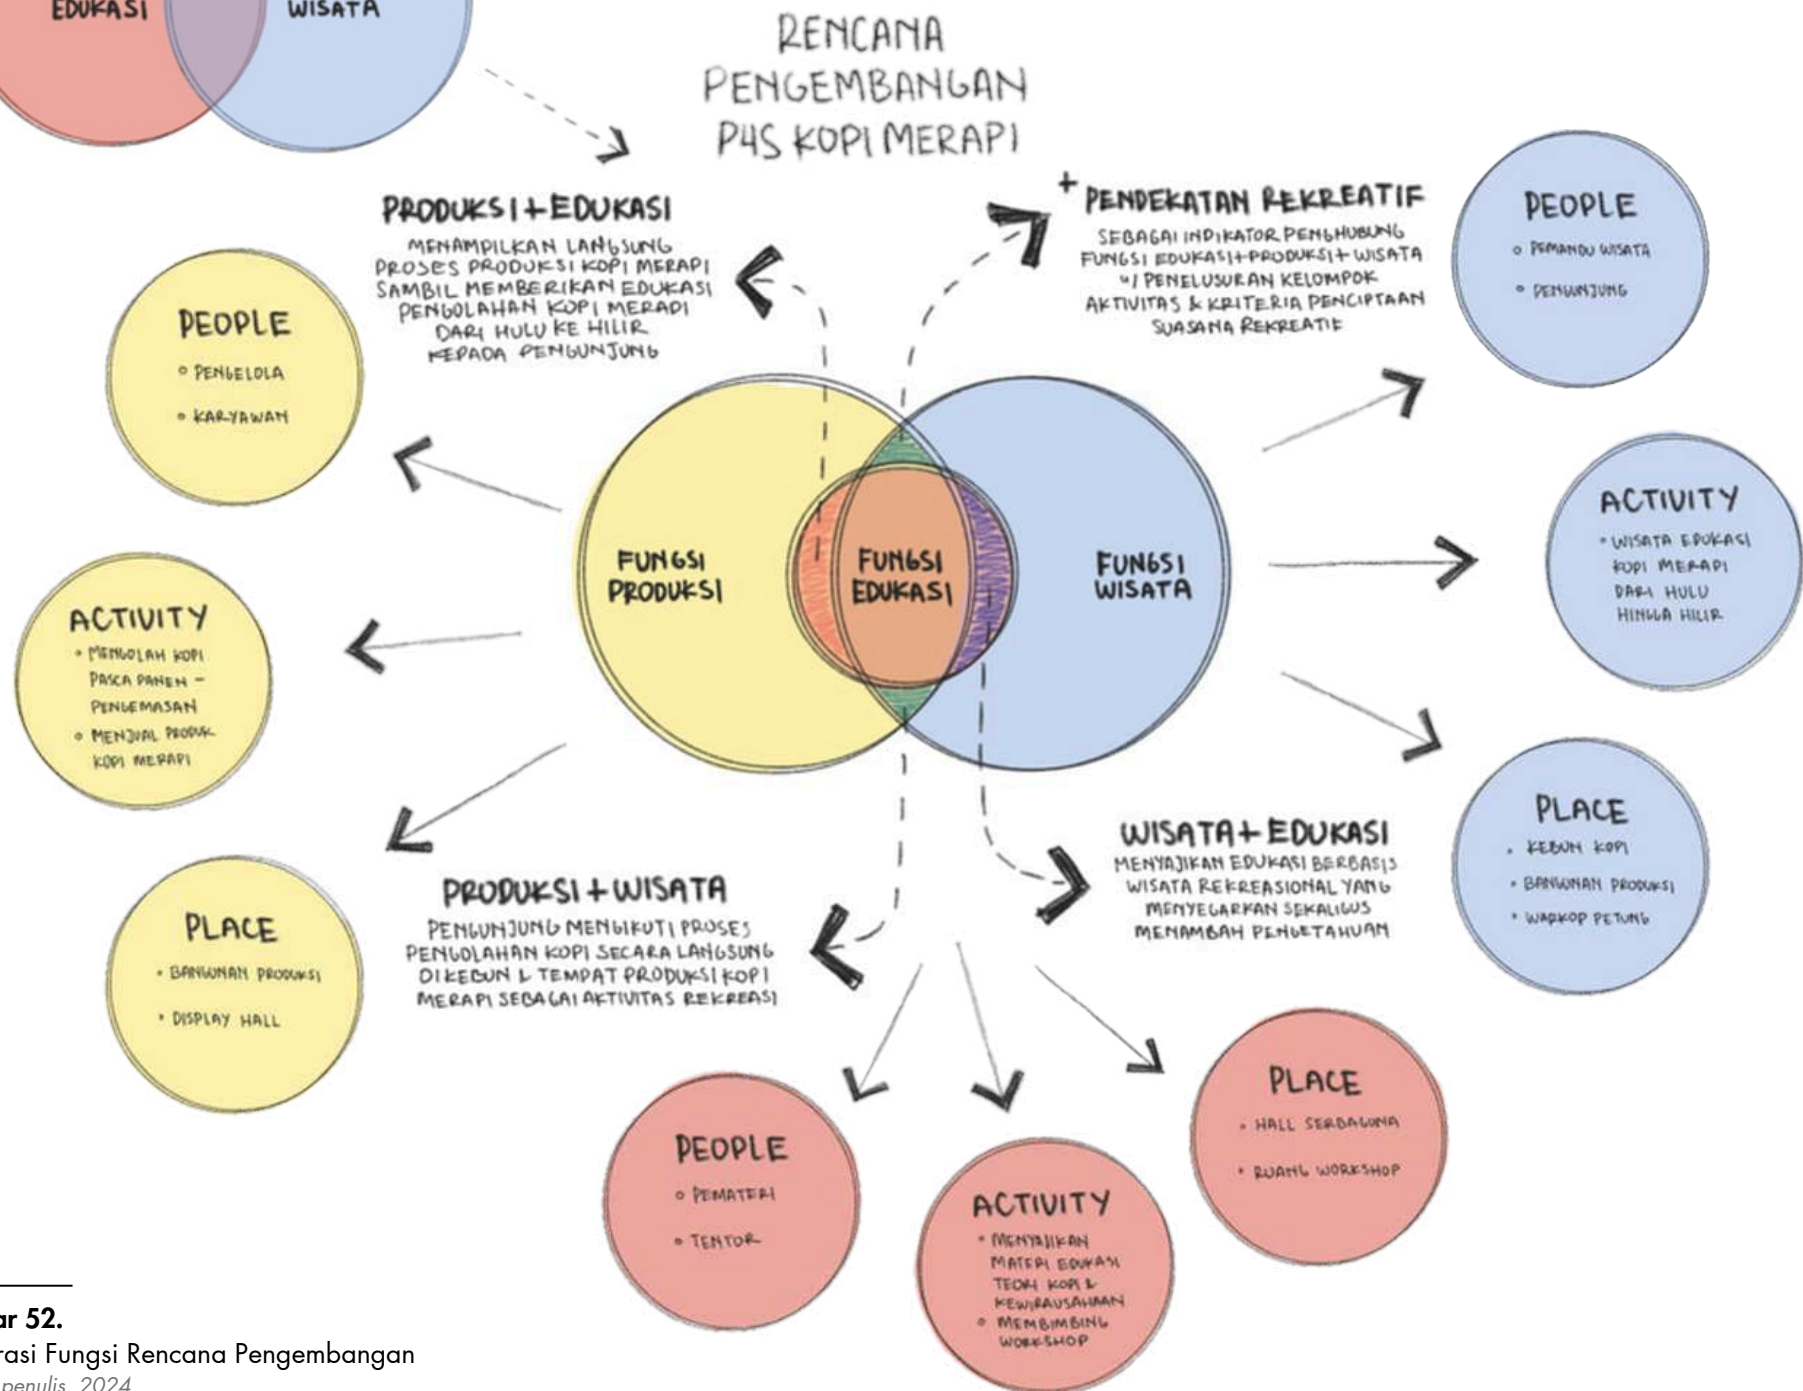 EDUKASI
WISATA
RENCANA
PENGEMBANGAN
P4S KOPI MERAPI
PRODUKSI+EDUKASI
MENAMPILKAN LANGSUNG
PROSES PRODUKSI KOPI MERAPI
SAMBIL MEMBERIKAN EDUKASI
PENGOLAHAN KOPI MERAPI
DARI HULU KE HILIR
KEPADA PENGUNJUNG
+ PENDEKATAN REKREATIF
SEBAGAI INDIKATOR PENGHUBUNG
FUNGSI EDUKASI+PRODUKSI+WISATA
w/ PENELUSURAN KELOMPOK
AKTIVITAS & KRITERIA PENCIPTAAN
SUASANA REKREATIF
PEOPLE
PEMANDU WISATA
PENGUNJUNG
PEOPLE
PENGELOLA
KARYAWAN
ACTIVITY
WISATA EDUKASI
KOPI MERAPI
DARI HULU
HINGGA HILIR
FUNGSI
PRODUKSI
FUNGSI
EDUKASI
FUNGSI
WISATA
ACTIVITY
MENGOLAH KOPI
PASCA PANEN -
PENGEMASAN
MENJUAL PRODUK
KOPI MERAPI
PLACE
KEBUN KOPI
BANGUNAN PRODUKSI
WARKOP PETUNG
WISATA+EDUKASI
MENYAJIKAN EDUKASI BERBASIS
WISATA REKREASIONAL YANG
MENYEGARKAN SEKALIGUS
MENAMBAH PENGETAHUAN
PRODUKSI+WISATA
PENGUNJUNG MENGIKUTI PROSES
PENGOLAHAN KOPI SECARA LANGSUNG
DI KEBUN & TEMPAT PRODUKSI KOPI
MERAPI SEBAGAI AKTIVITAS REKREASI
PLACE
BANGUNAN PRODUKSI
DISPLAY HALL
PLACE
HALL SERBAGUNA
RUANG WORKSHOP
PEOPLE
PEMATERI
TENTOR
ACTIVITY
MENYAJIKAN
MATERI EDUKASI
TEORI KOPI &
KEWIRAUSAHAAN
MEMBIMBING
WORKSHOP
ar 52.
rasi Fungsi Rencana Pengembangan
penulis, 2024